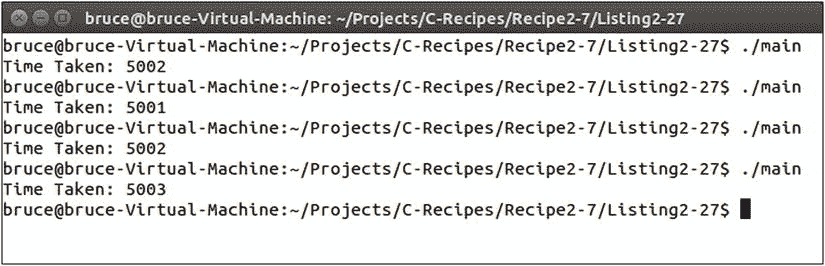 bruce@bruce-Virtual-Machine: ~/Projects/C-Recipes/Recipe2-7/Listing2-27
bruce@bruce-Virtual-Machine:~/Projects/C-Recipes/Recipe2-7/Listing2-27$ ./main
Time Taken: 5002
bruce@bruce-Virtual-Machine:~/Projects/C-Recipes/Recipe2-7/Listing2-27$ ./main
Time Taken: 5001
bruce@bruce-Virtual-Machine:~/Projects/C-Recipes/Recipe2-7/Listing2-27$ ./main
Time Taken: 5002
bruce@bruce-Virtual-Machine:~/Projects/C-Recipes/Recipe2-7/Listing2-27$ ./main
Time Taken: 5003
bruce@bruce-Virtual-Machine:~/Projects/C-Recipes/Recipe2-7/Listing2-27$